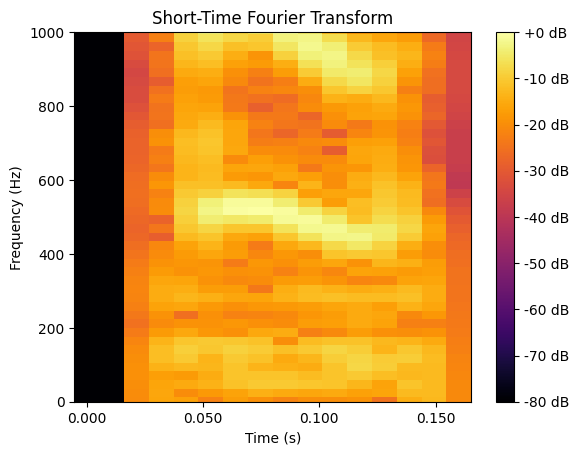 Short-Time Fourier Transform
1000
800
600
400
200
0
Frequency (Hz)
0.000
0.050
0.100
0.150
Time (s)
+0 dB
-10 dB
-20 dB
-30 dB
-40 dB
-50 dB
-60 dB
-70 dB
-80 dB